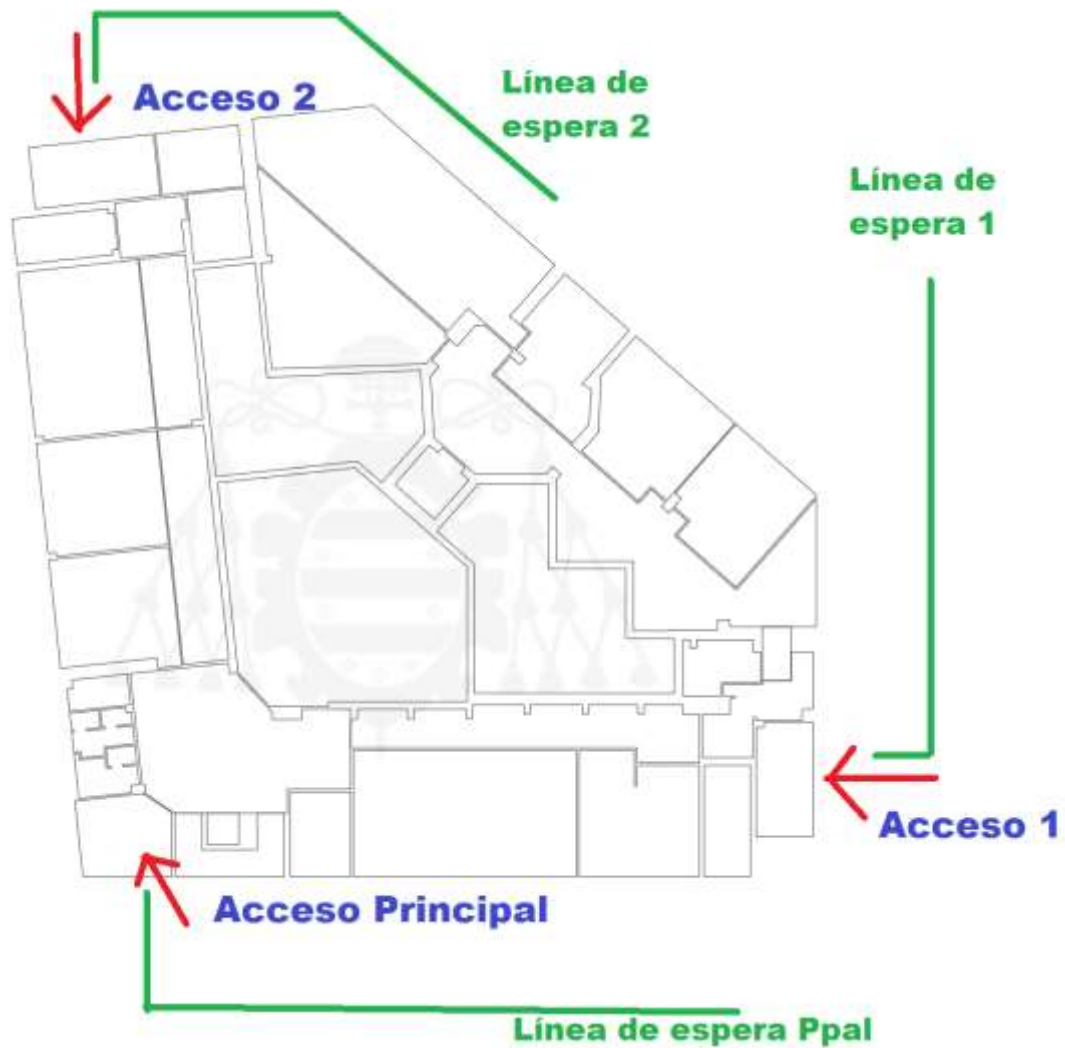 Acceso 2
Línea de
espera 2
Línea de
espera 1
Acceso 1
Acceso Principal
Línea de espera Ppal